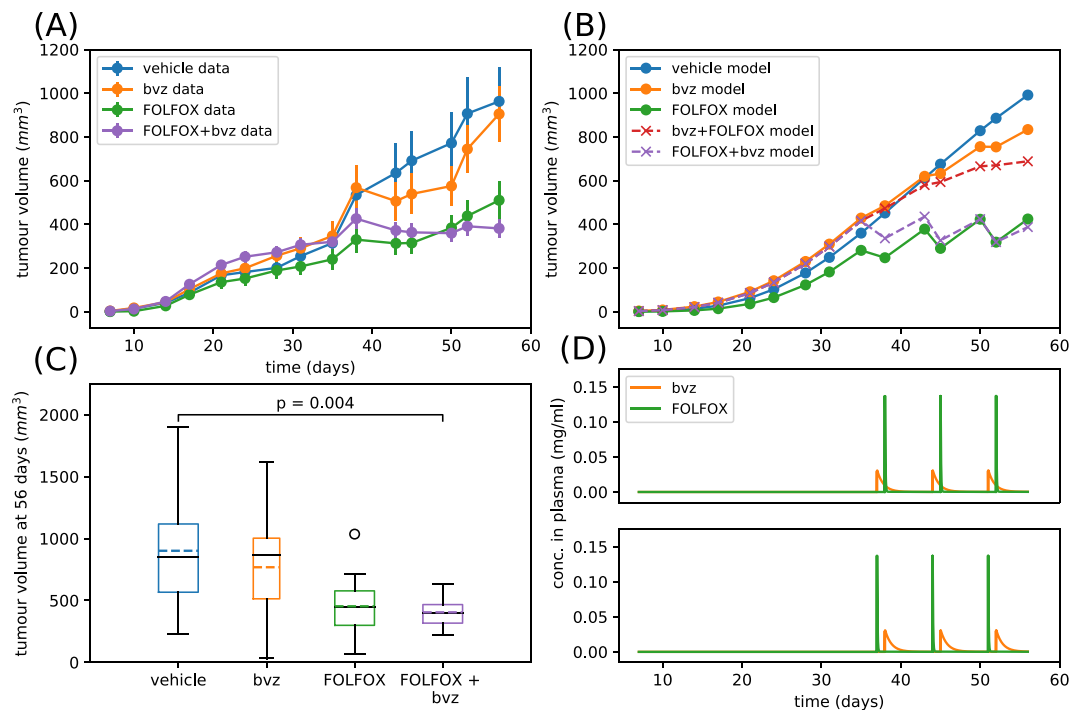 (A)
1200
1000
800
600
400
200
0
tumour volume (mm³)
vehicle data
bvz data
FOLFOX data
FOLFOX+bvz data
10 20 30 40 50 60
time (days)
(B)
1200
1000
800
600
400
200
0
tumour volume (mm³)
vehicle model
bvz model
FOLFOX model
bvz+FOLFOX model
FOLFOX+bvz model
10 20 30 40 50 60
(C)
2000
1500
1000
500
0
tumour volume at 56 days (mm³)
p = 0.004
vehicle bvz FOLFOX FOLFOX +
bvz
(D)
0.15
0.10
0.05
0.00
bvz
FOLFOX
conc. in plasma (mg/ml)
0.15
0.10
0.05
0.00
10 20 30 40 50 60
time (days)